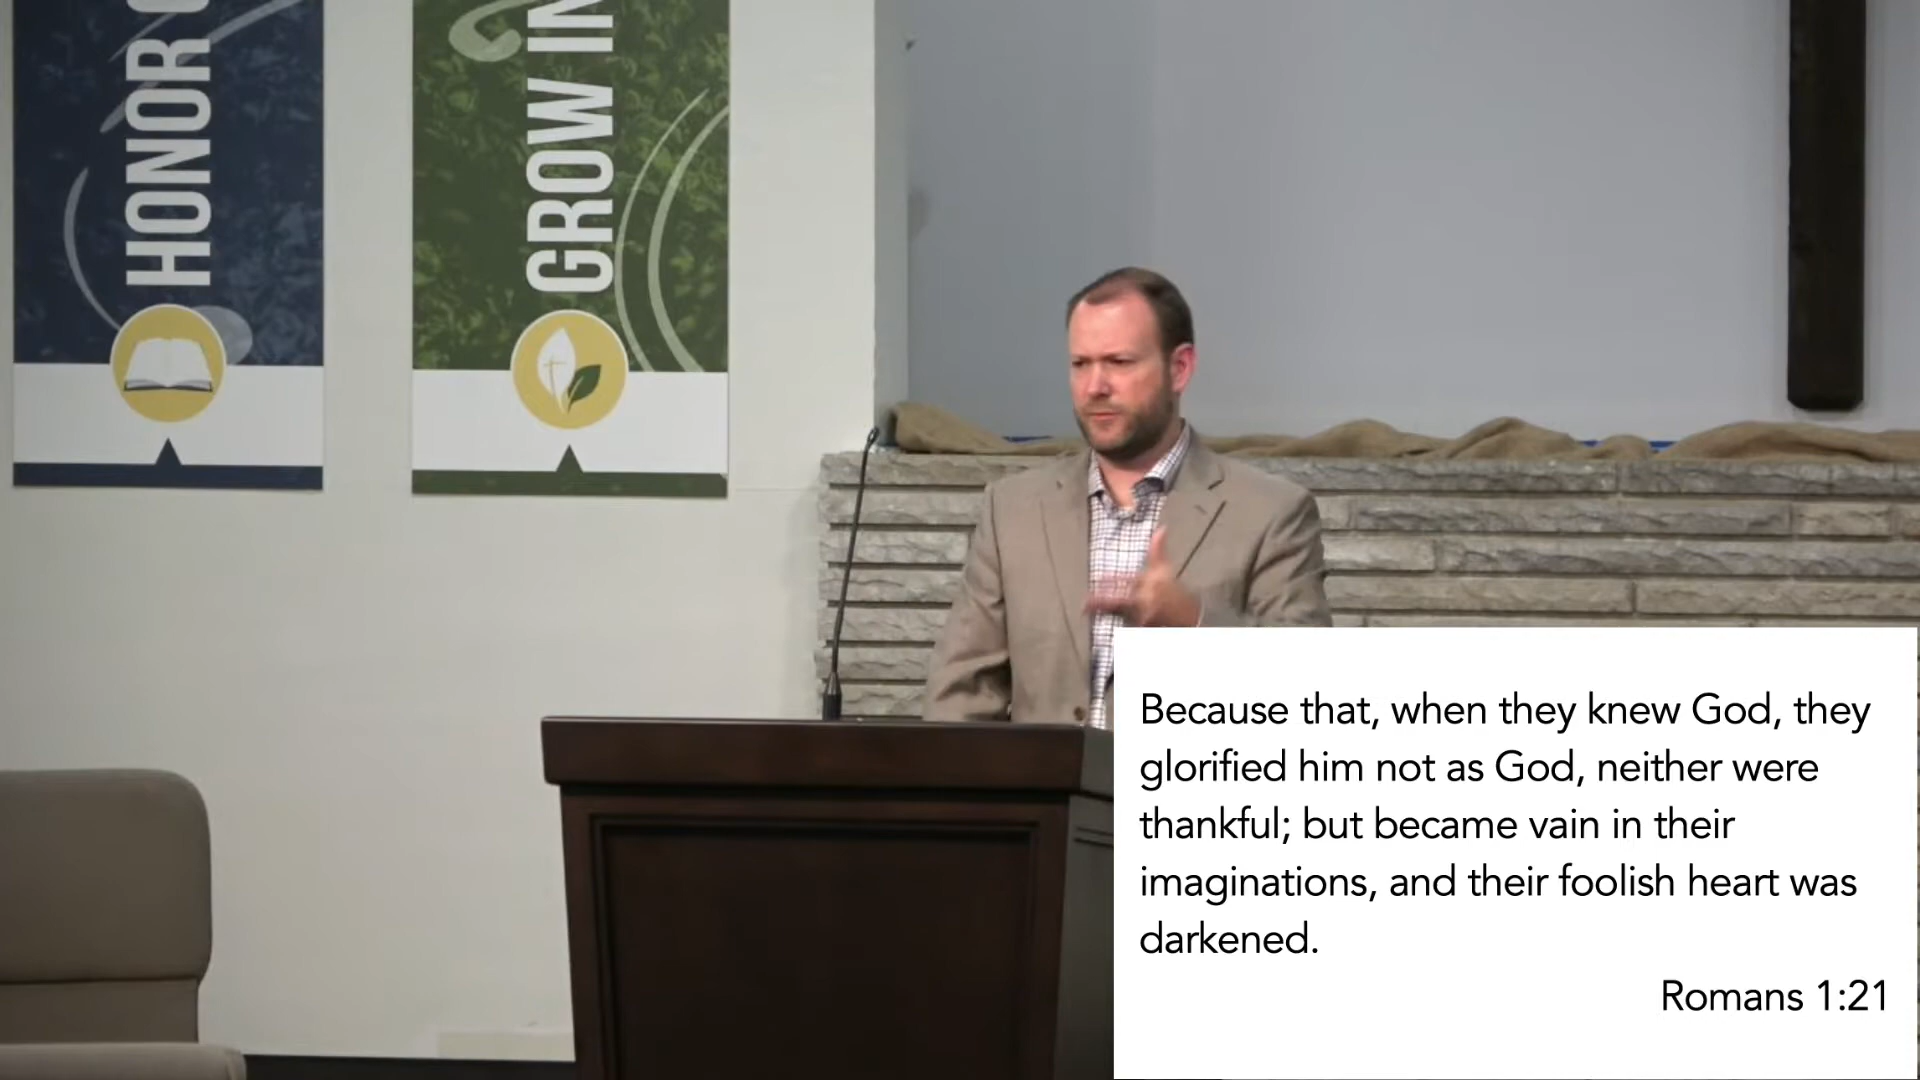 HONOR
GROW IN
Because that, when they knew God, they
glorified him not as God, neither were
thankful; but became vain in their
imaginations, and their foolish heart was
darkened.
Romans 1:21